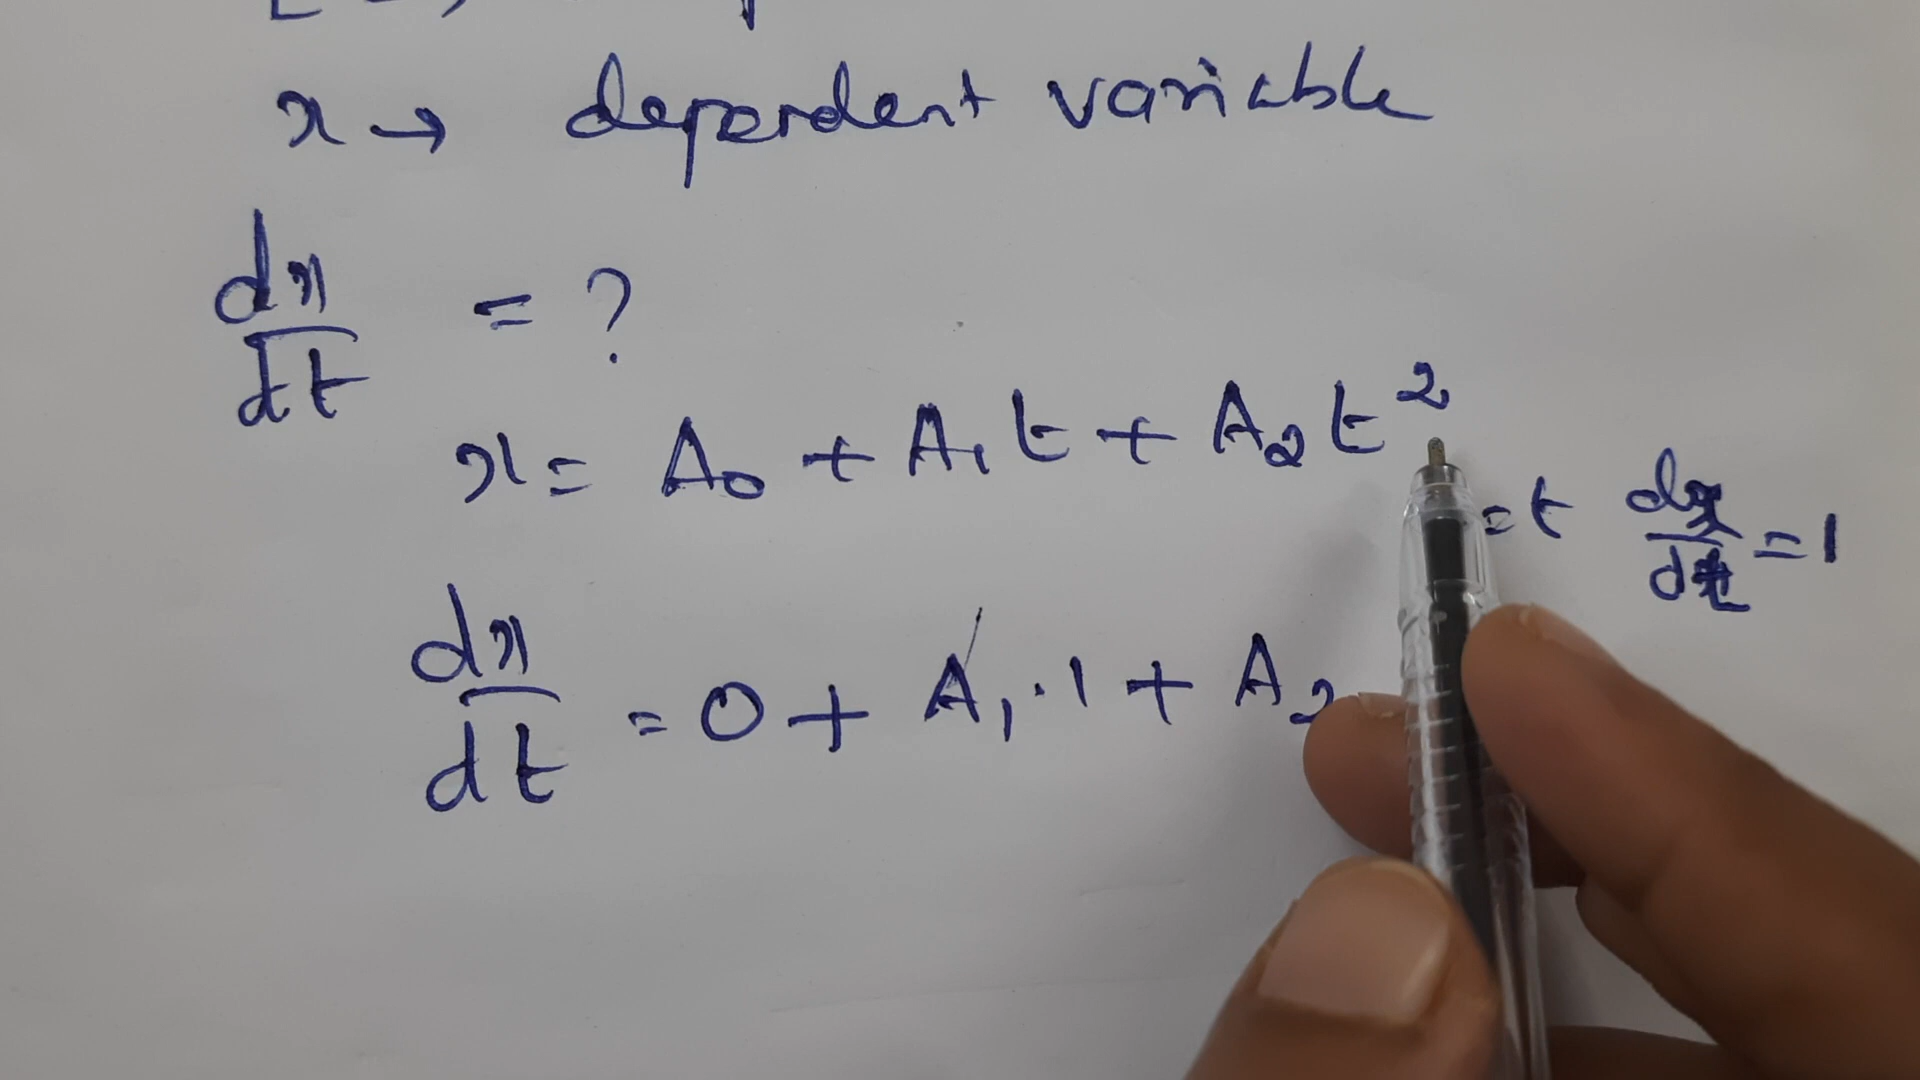 x → dependent variable
dx/dt = ?
x = A₀ + A₁t + A₂t²
= t dx/dt = 1
dx/dt = 0 + A₁.1 + A₂